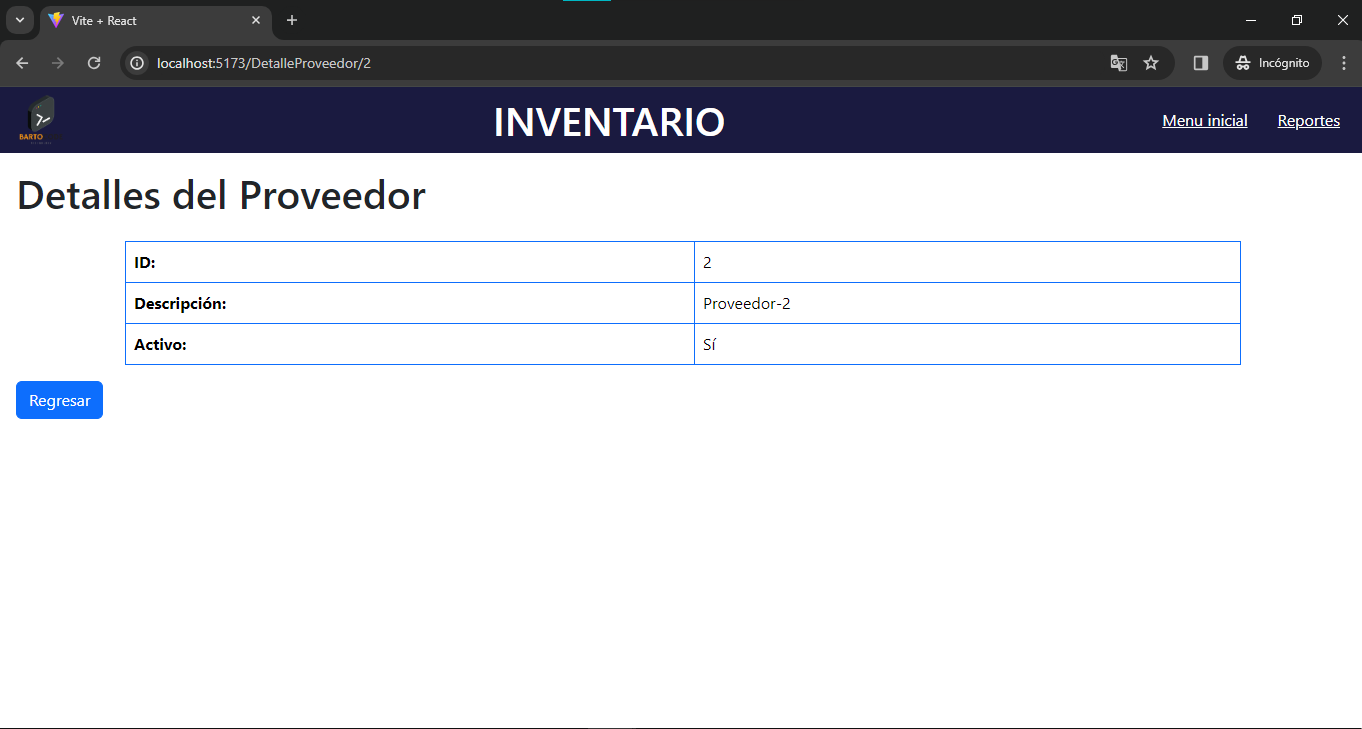 Vite + React
localhost:5173/DetalleProveedor/2
Incógnito
BARTO
INVENTARIO
Menu inicial
Reportes
Detalles del Proveedor
ID: 2
Descripción: Proveedor-2
Activo: Sí
Regresar